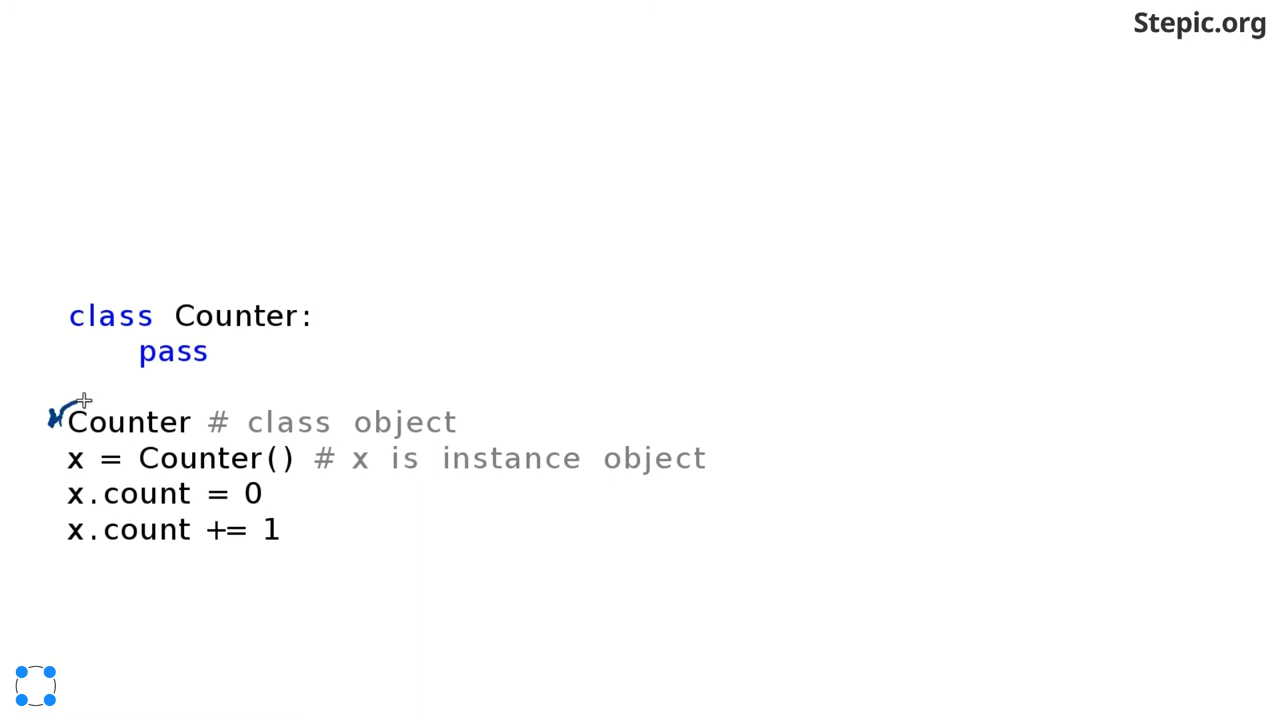 Stepic.org
class Counter:
    pass
Counter # class object
x = Counter() # x is instance object
x.count = 0
x.count += 1